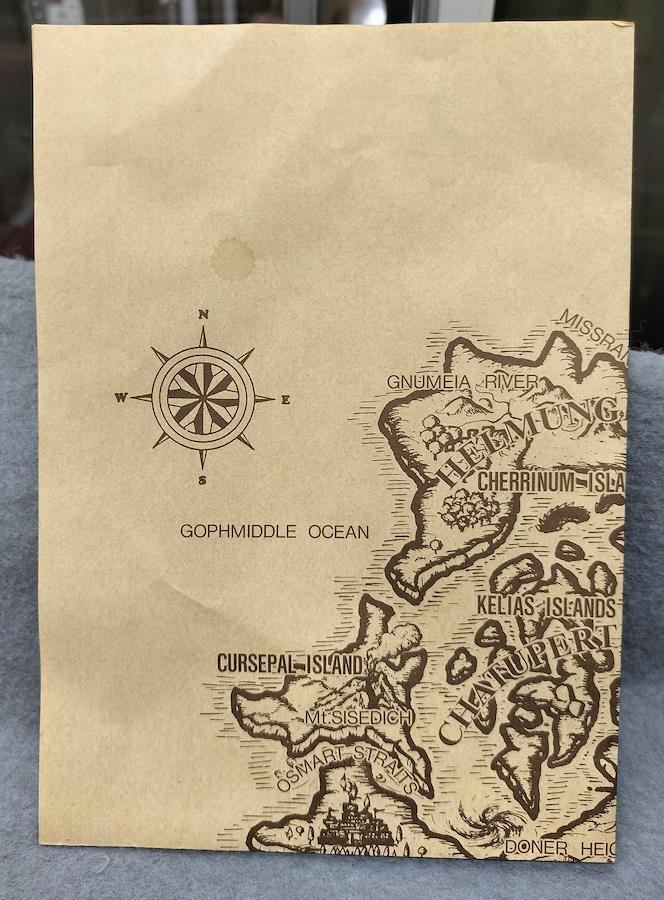 N
MISSRA
GNUMEIA RIVER
W
E
HELMUNG
CHERRINUM ISLA
S
GOPHMIDDLE OCEAN
KELIAS ISLANDS
CURSEPAL ISLAND
CHATUPERT
Mt.SISEDICH
OSMART STRAITS
DONER HEIG